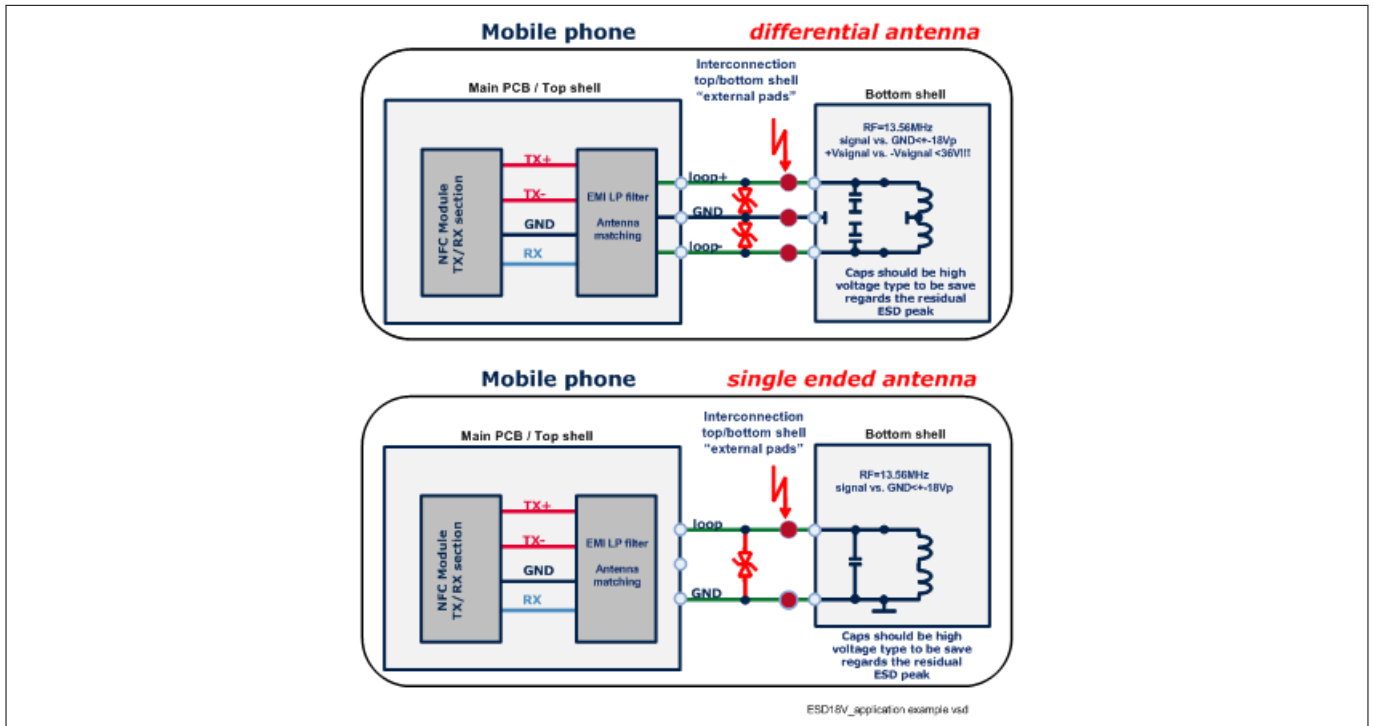 Mobile phone
differential antenna
Interconnection
top/bottom shell
"external pads"
Main PCB / Top shell
Bottom shell
RF=13.56MHz
signal vs. GND<+-18Vp
+Vsignal vs. -Vsignal <36V!!!
NFC Module
TX/RX section
TX+
TX-
GND
RX
EMI LP filter
Antenna
matching
loop+
GND
loop-
Caps should be high
voltage type to be save
regards the residual
ESD peak
Mobile phone
single ended antenna
Interconnection
top/bottom shell
"external pads"
Main PCB / Top shell
Bottom shell
RF=13.56MHz
signal vs. GND<+-18Vp
NFC Module
TX/RX section
TX+
TX-
GND
RX
EMI LP filter
Antenna
matching
loop
GND
Caps should be high
voltage type to be save
regards the residual
ESD peak
ESD18V_application example vsd